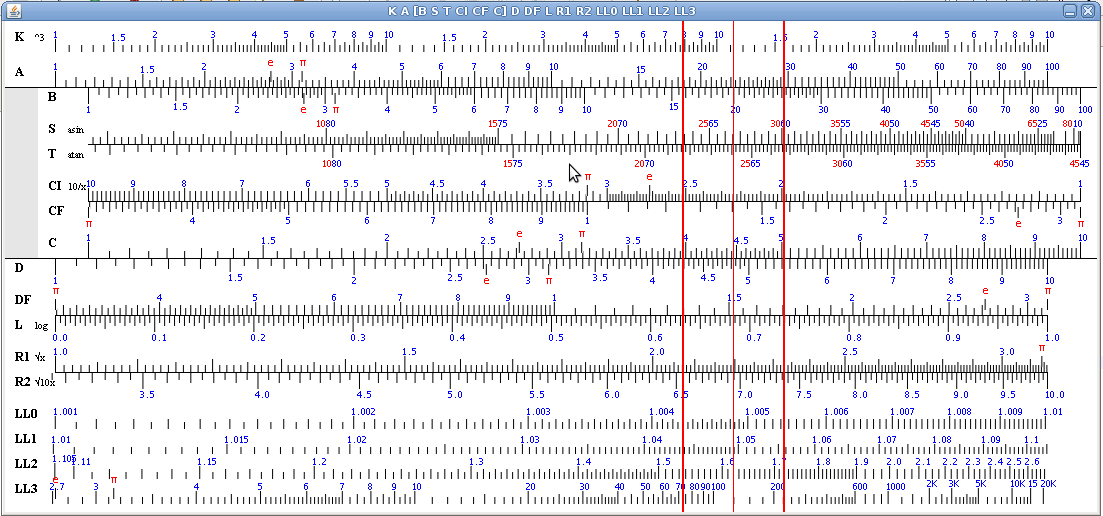 K A [B S T CI CF C] D DF L R1 R2 LL0 LL1 LL2 LL3
K ^3 1 1.5 2 3 4 5 6 7 8 9 10 1.5 2 3 4 5 6 7 8 9 10 1.5 2 3 4 5 6 7 8 9 10
e π
A 1 1.5 2 3 4 5 6 7 8 9 10 15 20 30 40 50 60 70 80 90 100
B 1 1.5 2 e 3 π 4 5 6 7 8 9 10 15 20 30 40 50 60 70 80 90 100
S asin 1080 1575 2070 2565 3060 3555 4050 4545 5040 6525 8010
T atan 1080 1575 2070 2565 3060 3555 4050 4545
π e
CI 10/x 10 9 8 7 6 5.5 5 4.5 4 3.5 3 2.5 2 1.5 1
CF π 4 5 6 7 8 9 1 1.5 2 2.5 e 3 π
e π
C 1 1.5 2 2.5 3 3.5 4 4.5 5 6 7 8 9 10
D 1 1.5 2 2.5 e 3 π 3.5 4 4.5 5 6 7 8 9 10
π e π
DF 4 5 6 7 8 9 1 1.5 2 2.5 3
L log 0.0 0.1 0.2 0.3 0.4 0.5 0.6 0.7 0.8 0.9 1.0
π
R1 √x 1.0 1.5 2.0 2.5 3.0
R2 √10x 3.5 4.0 4.5 5.0 5.5 6.0 6.5 7.0 7.5 8.0 8.5 9.0 9.5 10.0
LL0 1.001 1.002 1.003 1.004 1.005 1.006 1.007 1.008 1.009 1.01
LL1 1.01 1.015 1.02 1.03 1.04 1.05 1.06 1.07 1.08 1.09 1.1
LL2 1.105 1.11 1.15 1.2 1.3 1.4 1.5 1.6 1.7 1.8 1.9 2.0 2.1 2.2 2.3 2.4 2.5 2.6
e π
LL3 2.7 3 4 5 6 7 8 9 10 20 30 40 50 60 70 80 90 100 200 600 1000 2K 3K 5K 10K 15 20K